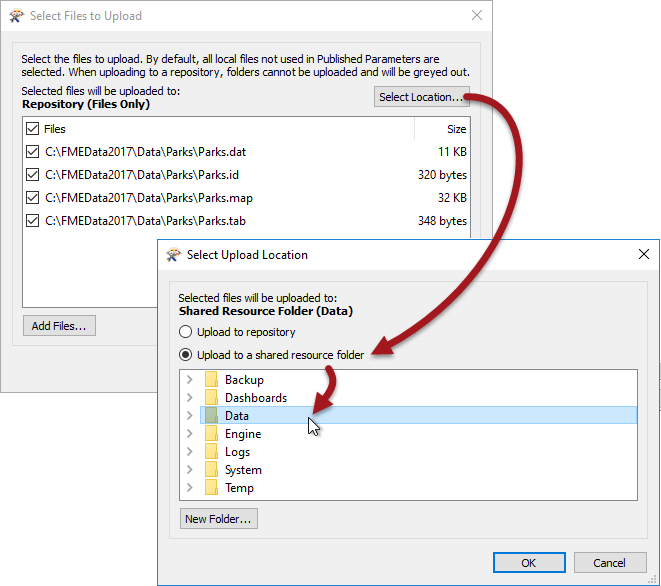 Select Files to Upload
Select the files to upload. By default, all local files not used in Published Parameters are
selected. When uploading to a repository, folders cannot be uploaded and will be greyed out.
Selected files will be uploaded to:
Repository (Files Only)
Select Location...
Files Size
C:\FMEData2017\Data\Parks\Parks.dat 11 KB
C:\FMEData2017\Data\Parks\Parks.id 320 bytes
C:\FMEData2017\Data\Parks\Parks.map 32 KB
C:\FMEData2017\Data\Parks\Parks.tab 348 bytes
Add Files...
Select Upload Location
Selected files will be uploaded to:
Shared Resource Folder (Data)
Upload to repository
Upload to a shared resource folder
Backup
Dashboards
Data
Engine
Logs
System
Temp
New Folder...
OK Cancel